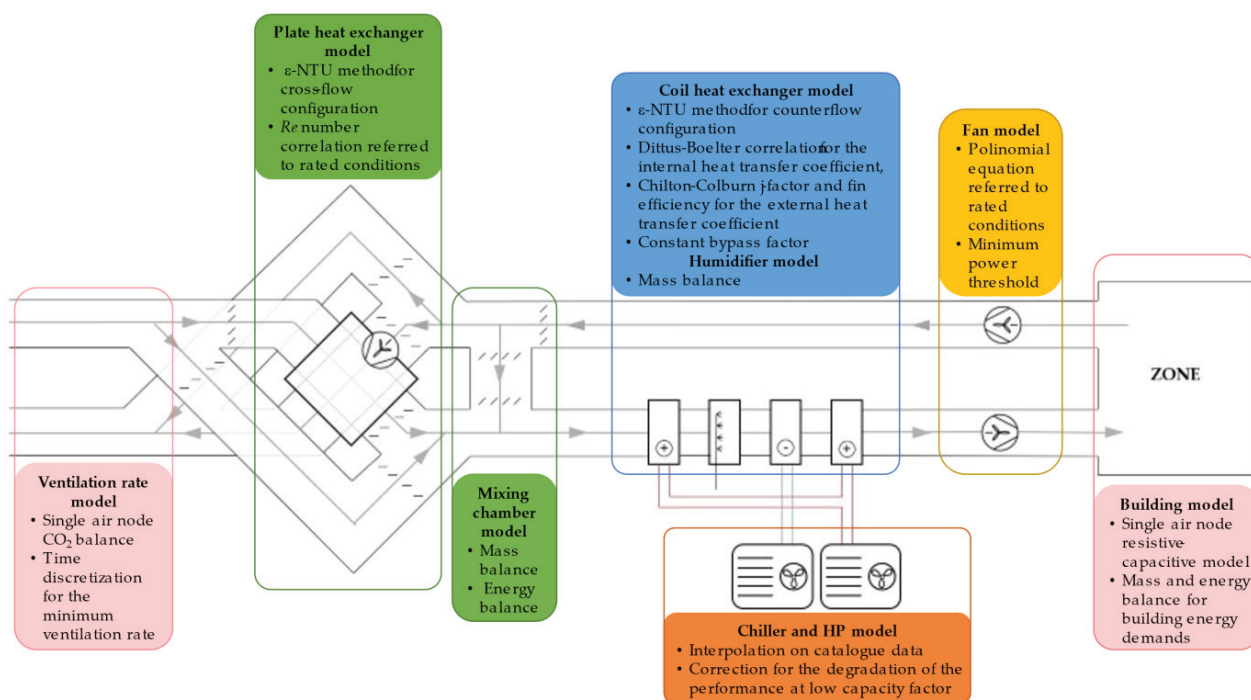 Plate heat exchanger
model
• ε-NTU methodfor
cross-flow
configuration
• Re number
correlation referred
to rated conditions
Coil heat exchanger model
• ε-NTU methodfor counterflow
configuration
• Dittus-Boelter correlationfor the
internal heat transfer coefficient,
• Chilton-Colburn j-factor and fin
efficiency for the external heat
transfer coefficient
• Constant bypass factor
Humidifier model
• Mass balance
Fan model
• Polinomial
equation
referred to
rated
conditions
• Minimum
power
threshold
ZONE
+
-
+
Ventilation rate
model
• Single air node
CO₂ balance
• Time
discretization
for the
minimum
ventilation rate
Mixing
chamber
model
• Mass
balance
• Energy
balance
Chiller and HP model
• Interpolation on catalogue data
• Correction for the degradation of the
performance at low capacity factor
Building model
• Single air node
resistive-
capacitive model
• Mass and energy
balance for
building energy
demands